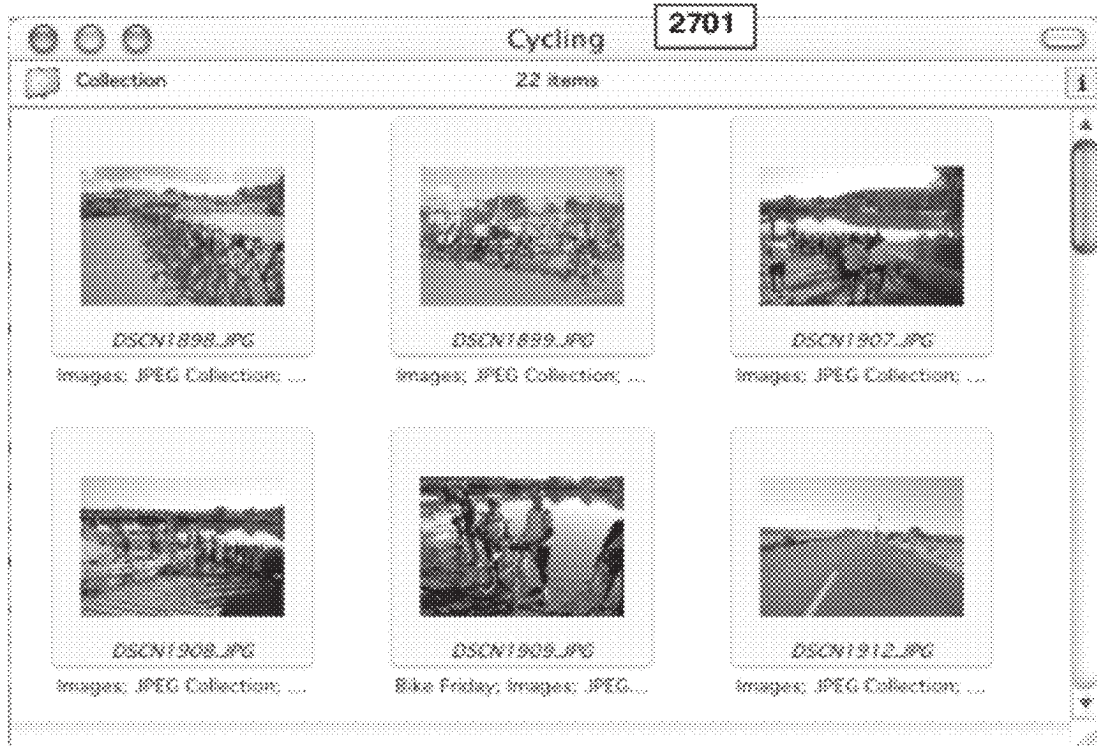 Cycling 2701
Collection 22 items i
DSCN1898.JPG DSCN1899.JPG DSCN1907.JPG
Images; JPEG Collection; ... Images; JPEG Collection; ... Images; JPEG Collection; ...
DSCN1908.JPG DSCN1909.JPG DSCN1912.JPG
Images; JPEG Collection; ... Bike Friday; Images; JPEG... Images; JPEG Collection; ...